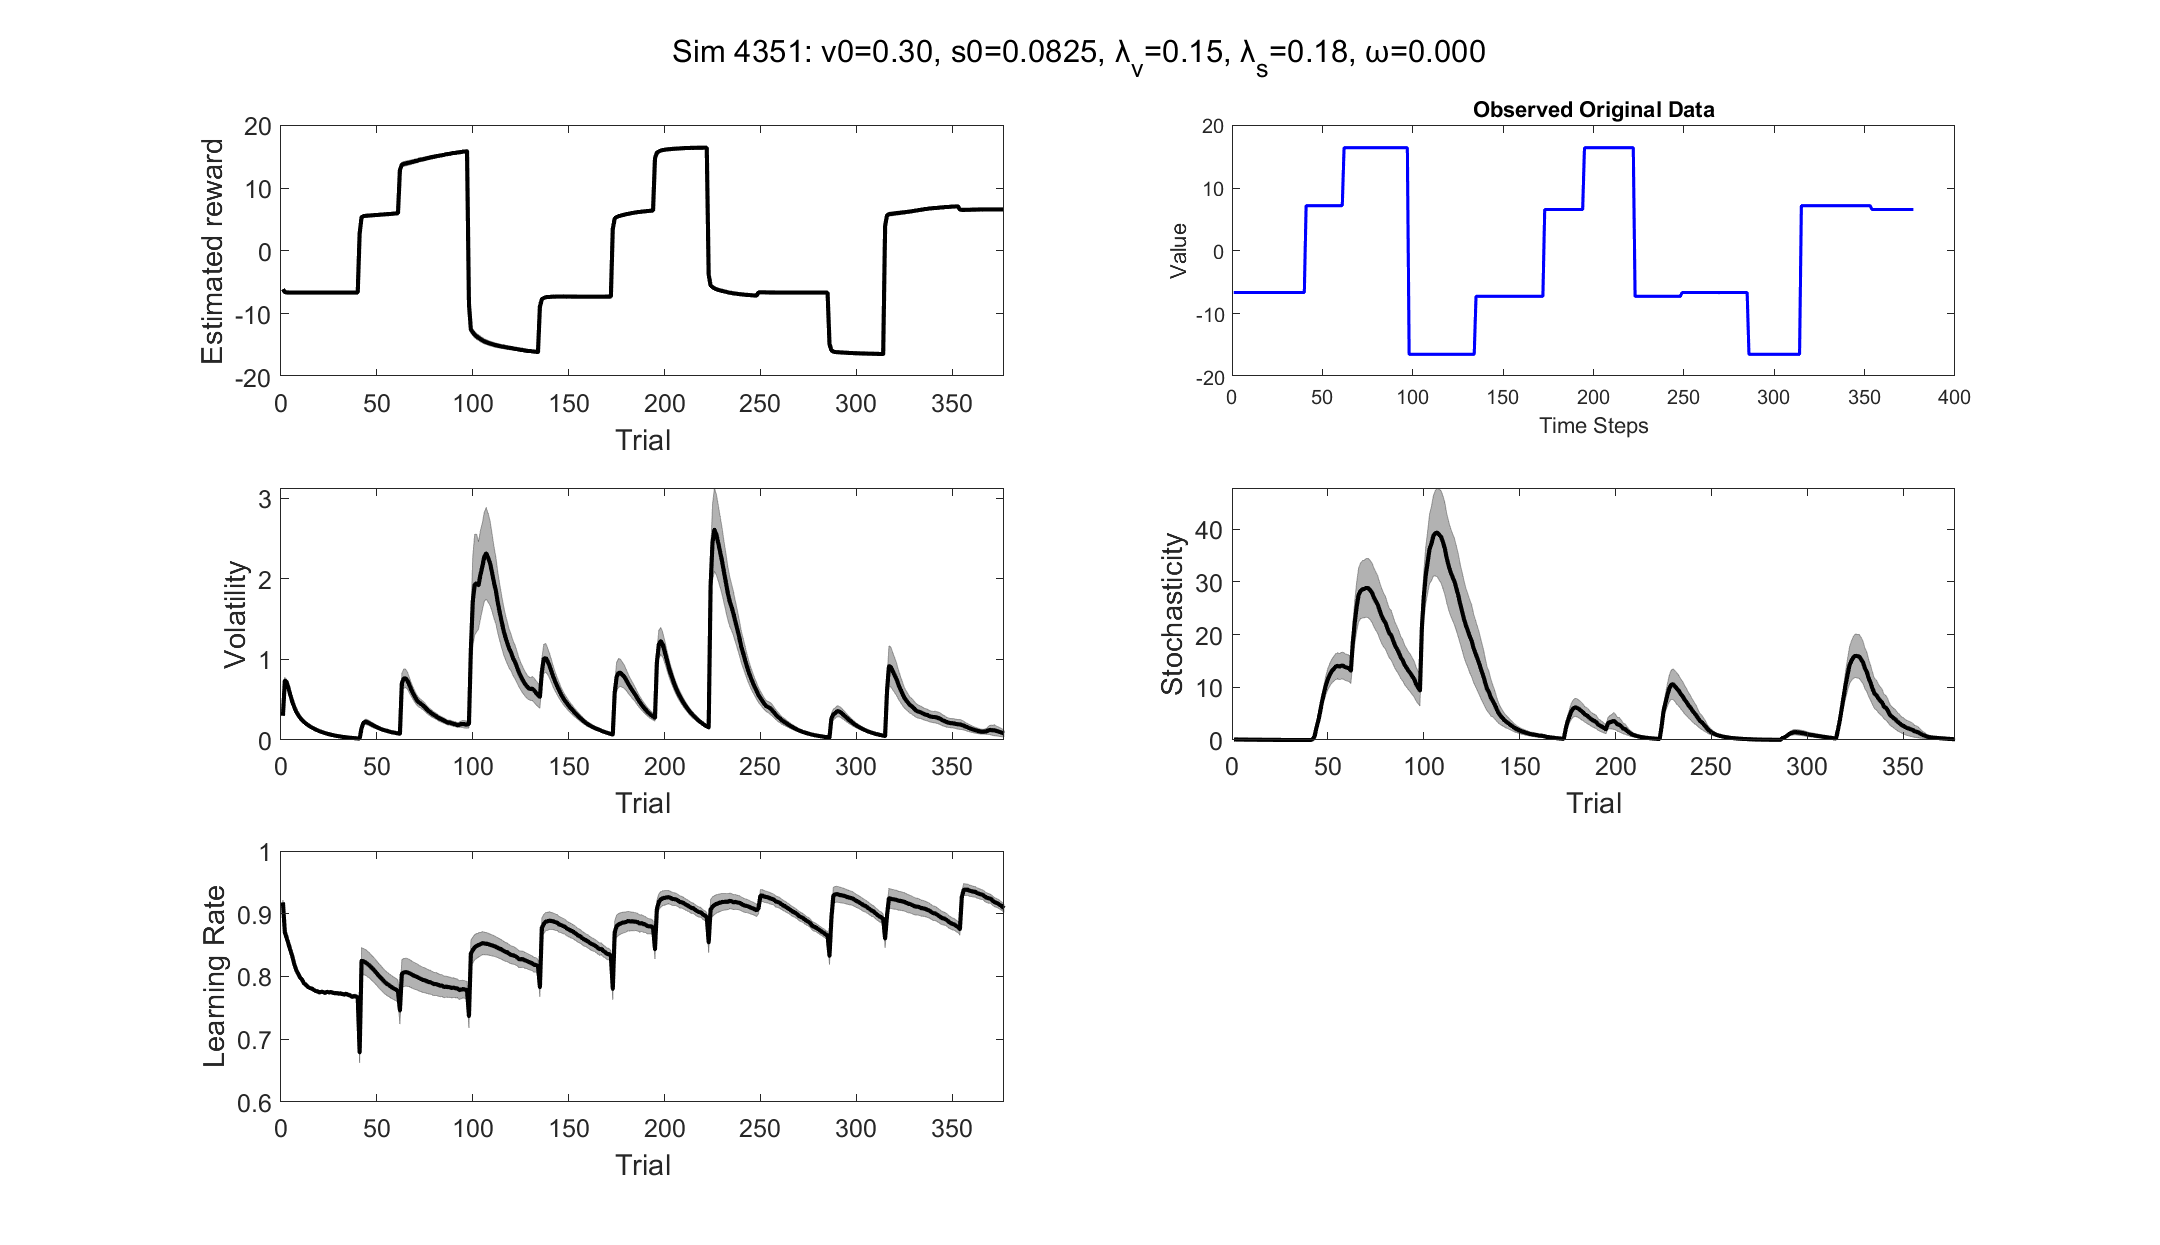 Sim 4351: v0=0.30, s0=0.0825, λ_v=0.15, λ_s=0.18, ω=0.000
Estimated reward
20
10
0
-10
-20
0 50 100 150 200 250 300 350
Trial
Observed Original Data
Value
20
10
0
-10
-20
0 50 100 150 200 250 300 350 400
Time Steps
Volatility
3
2
1
0
0 50 100 150 200 250 300 350
Trial
Stochasticity
40
30
20
10
0
0 50 100 150 200 250 300 350
Trial
Learning Rate
1
0.9
0.8
0.7
0.6
0 50 100 150 200 250 300 350
Trial